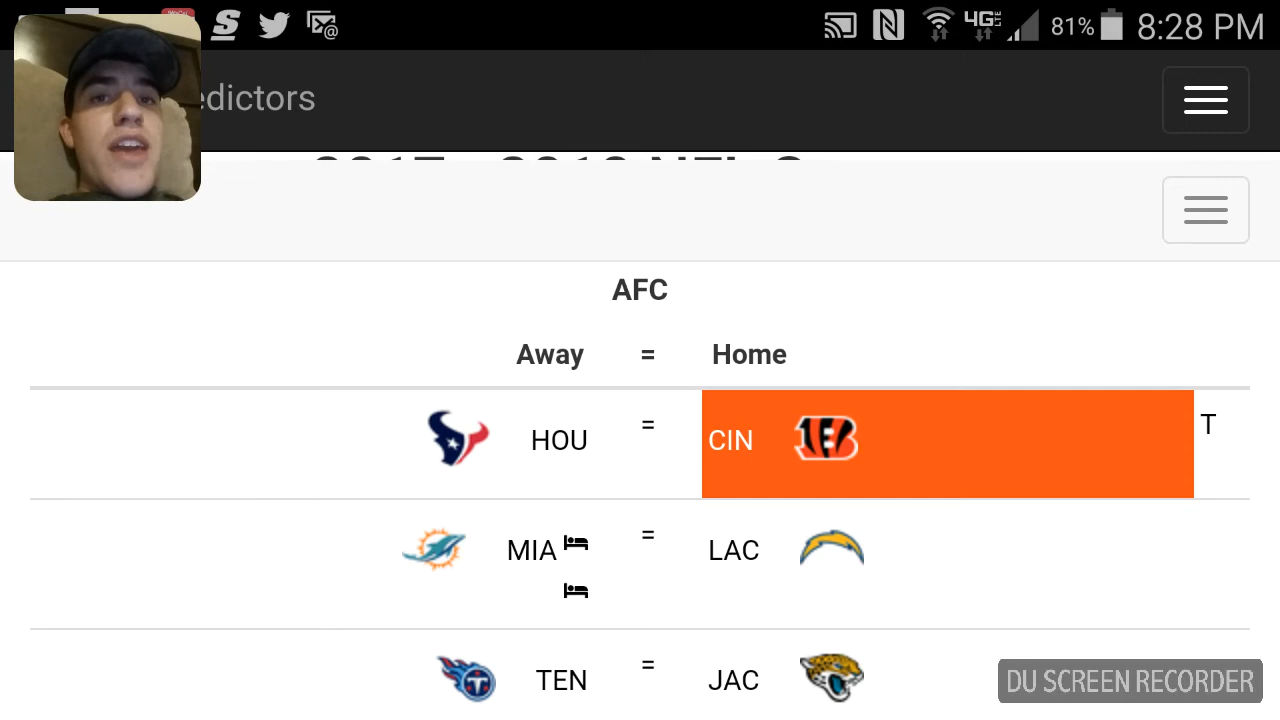 81% 8:28 PM
edictors
AFC
Away = Home
HOU = CIN T
MIA = LAC
TEN = JAC
DU SCREEN RECORDER